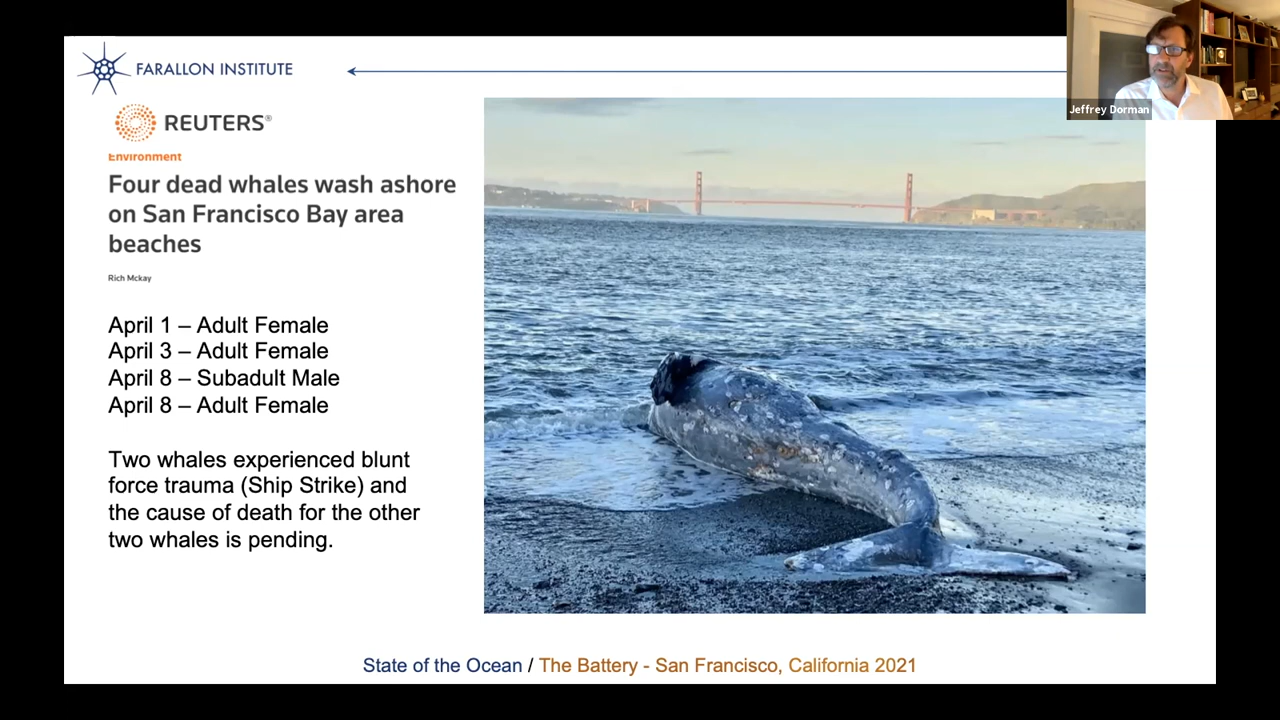 FARALLON INSTITUTE
REUTERS®
Environment
Four dead whales wash ashore
on San Francisco Bay area
beaches
Rich Mckay
April 1 – Adult Female
April 3 – Adult Female
April 8 – Subadult Male
April 8 – Adult Female
Two whales experienced blunt
force trauma (Ship Strike) and
the cause of death for the other
two whales is pending.
State of the Ocean / The Battery - San Francisco, California 2021
Jeffrey Dorman